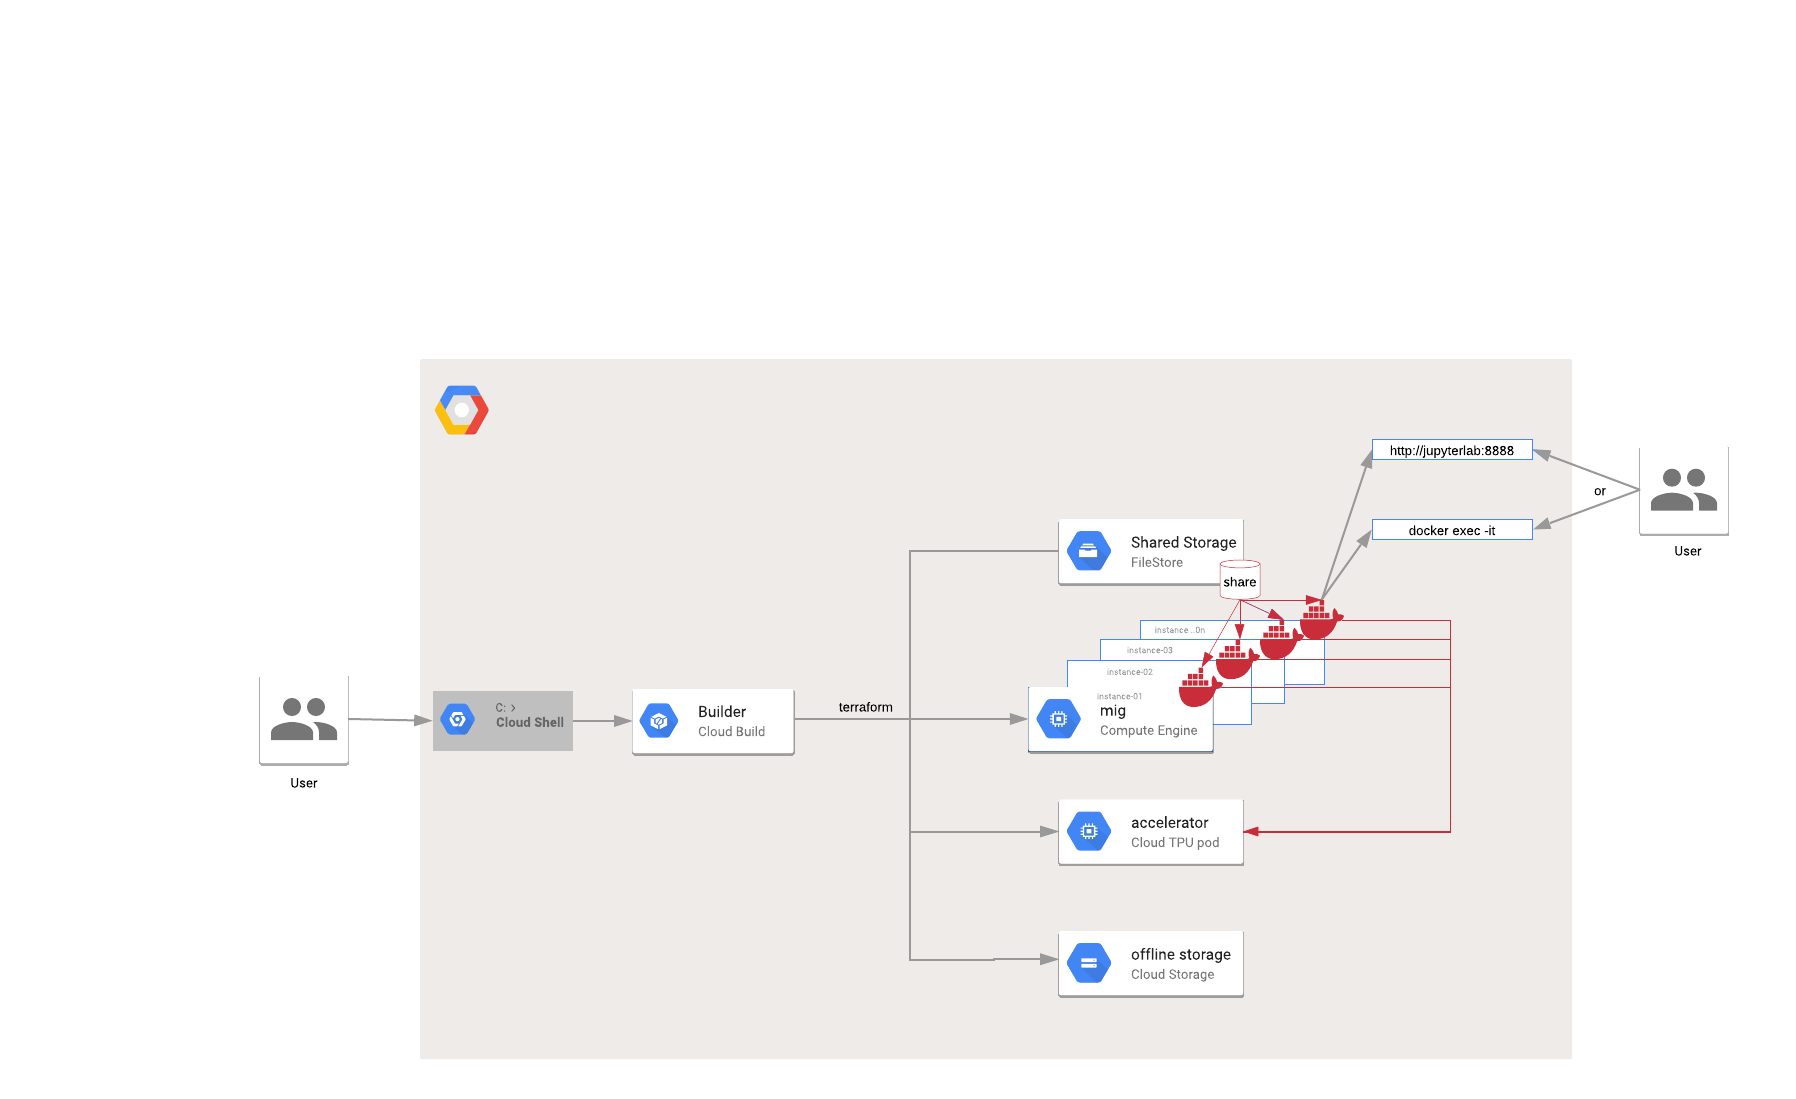 http://jupyterlab:8888
or
docker exec -it
User
Shared Storage
FileStore
share
instance ..0n
instance-03
instance-02
instance-01
mig
Compute Engine
C: >
Cloud Shell
Builder
Cloud Build
terraform
User
accelerator
Cloud TPU pod
offline storage
Cloud Storage